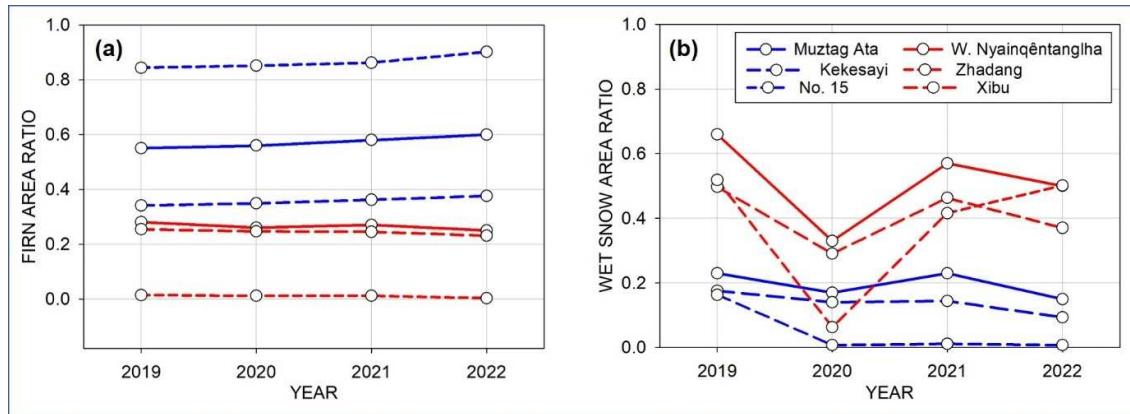 (a)
FIRN AREA RATIO
1.0
0.8
0.6
0.4
0.2
0.0
2019 2020 2021 2022
YEAR
(b)
Muztag Ata W. Nyainqêntanglha
Kekesayi Zhadang
No. 15 Xibu
WET SNOW AREA RATIO
1.0
0.8
0.6
0.4
0.2
0.0
2019 2020 2021 2022
YEAR